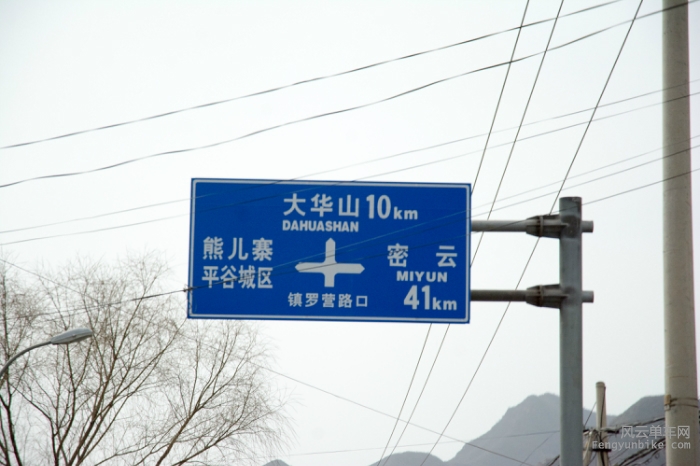 大华山 10km
DAHUASHAN
熊儿寨
平谷城区
密云
MIYUN
41km
镇罗营路口
风云单车网
Fengyunbike.com